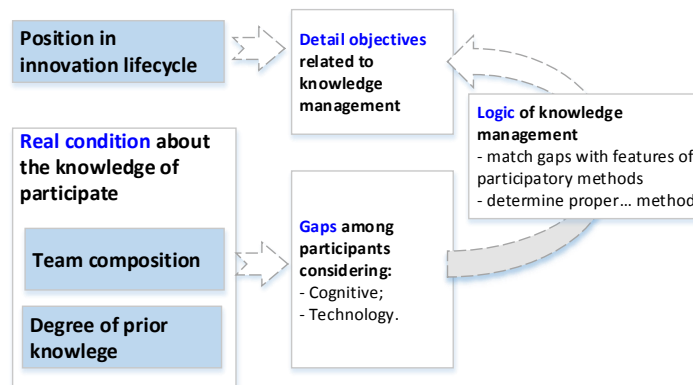 Position in
innovation lifecycle
Detail objectives
related to
knowledge
management
Logic of knowledge
management
- match gaps with features of
participatory methods
- determine proper... method
Real condition about
the knowledge of
participate
Team composition
Degree of prior
knowlege
Gaps among
participants
considering:
- Cognitive;
- Technology.